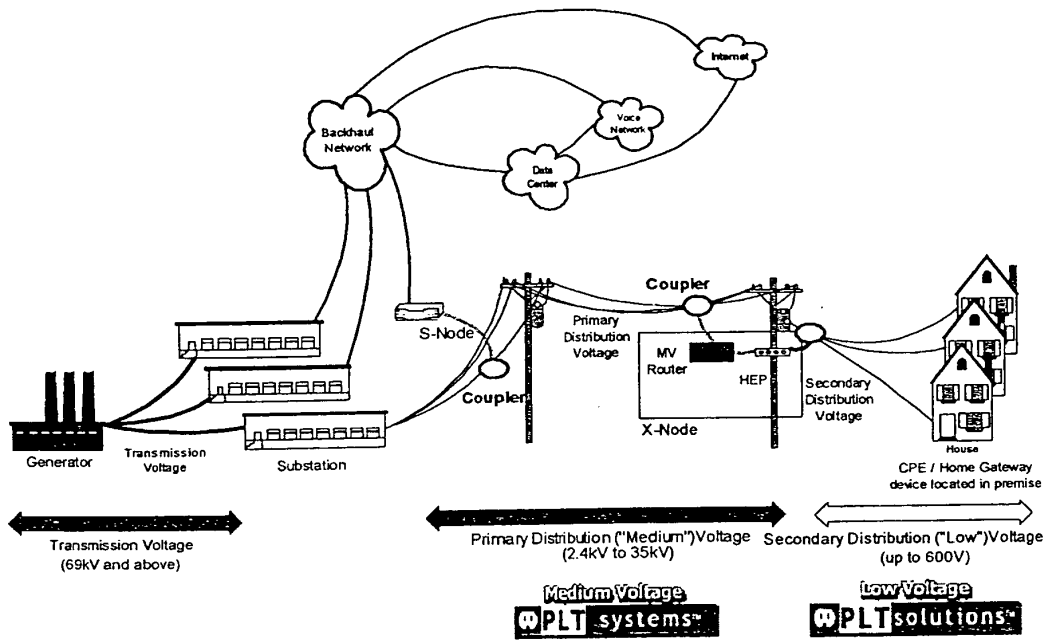 Internet
Backhaul
Network
Voice
Network
Data
Center
S-Node
Coupler
Primary
Distribution
Voltage
Coupler
MV
Router
HEP
X-Node
Secondary
Distribution
Voltage
Generator
Transmission
Voltage
Substation
House
CPE / Home Gateway
device located in premise
Transmission Voltage
(69kV and above)
Primary Distribution ("Medium")Voltage
(2.4kV to 35kV)
Secondary Distribution ("Low")Voltage
(up to 600V)
Medium Voltage
PLT systems™
Low Voltage
PLT solutions™